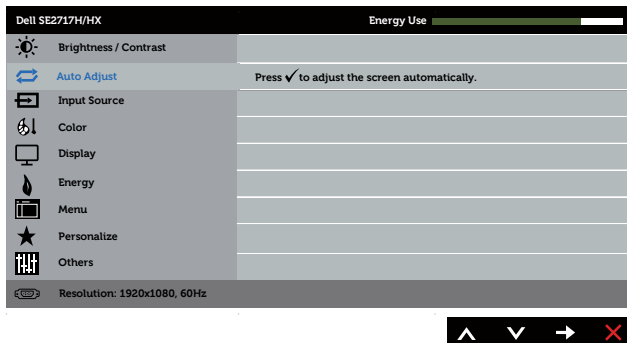 Dell SE2717H/HX Energy Use
Brightness / Contrast
Auto Adjust Press ✓ to adjust the screen automatically.
Input Source
Color
Display
Energy
Menu
Personalize
Others
Resolution: 1920x1080, 60Hz